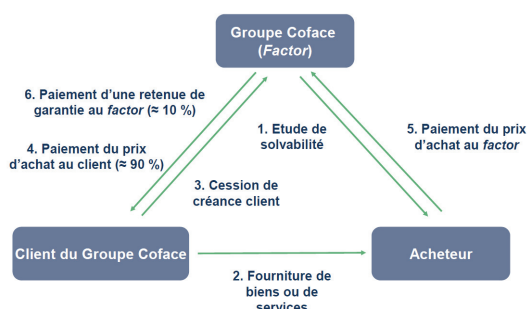 Groupe Coface
(Factor)
6. Paiement d'une retenue de
garantie au factor (≈ 10 %)
4. Paiement du prix
d'achat au client (≈ 90 %)
1. Etude de
solvabilité
5. Paiement du prix
d'achat au factor
3. Cession de
créance client
Client du Groupe Coface
Acheteur
2. Fourniture de
biens ou de
services